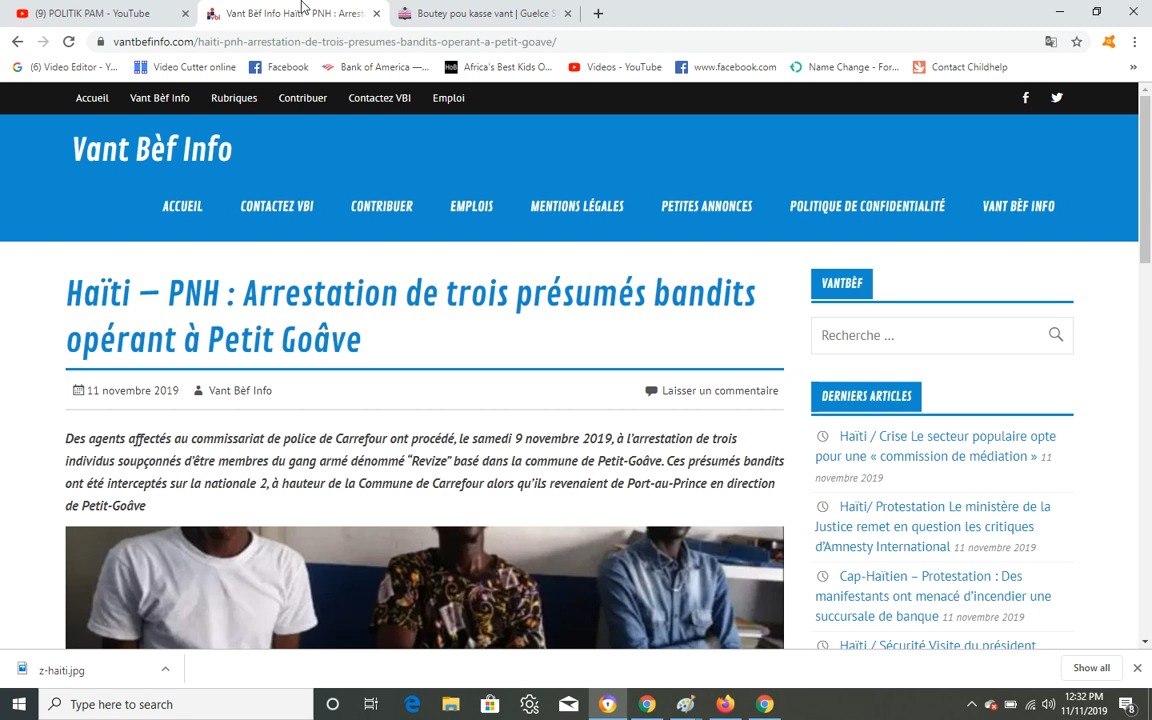 (9) POLITIK PAM - YouTube
Vant Bèf Info Haïti – PNH : Arrest
Boutey pou kasse vant | Guelce S
vantbefinfo.com/haiti-pnh-arrestation-de-trois-presumes-bandits-operant-a-petit-goave/
(6) Video Editor - Y...
Video Cutter online
Facebook
Bank of America —...
Africa's Best Kids O...
Videos - YouTube
www.facebook.com
Name Change - For...
Contact Childhelp
»
Accueil
Vant Bèf Info
Rubriques
Contribuer
Contactez VBI
Emploi
Vant Bèf Info
ACCUEIL
CONTACTEZ VBI
CONTRIBUER
EMPLOIS
MENTIONS LÉGALES
PETITES ANNONCES
POLITIQUE DE CONFIDENTIALITÉ
VANT BÈF INFO
Haïti – PNH : Arrestation de trois présumés bandits
opérant à Petit Goâve
11 novembre 2019
Vant Bèf Info
Laisser un commentaire
Des agents affectés au commissariat de police de Carrefour ont procédé, le samedi 9 novembre 2019, à l'arrestation de trois
individus soupçonnés d'être membres du gang armé dénommé "Revize" basé dans la commune de Petit-Goâve. Ces présumés bandits
ont été interceptés sur la nationale 2, à hauteur de la Commune de Carrefour alors qu'ils revenaient de Port-au-Prince en direction
de Petit-Goâve
VANTBÈF
Recherche …
DERNIERS ARTICLES
Haïti / Crise Le secteur populaire opte
pour une « commission de médiation » 11
novembre 2019
Haïti/ Protestation Le ministère de la
Justice remet en question les critiques
d'Amnesty International 11 novembre 2019
Cap-Haïtien – Protestation : Des
manifestants ont menacé d'incendier une
succursale de banque 11 novembre 2019
Haïti / Sécurité Visite du président
z-haiti.jpg
Show all
Type here to search
12:32 PM
11/11/2019
8